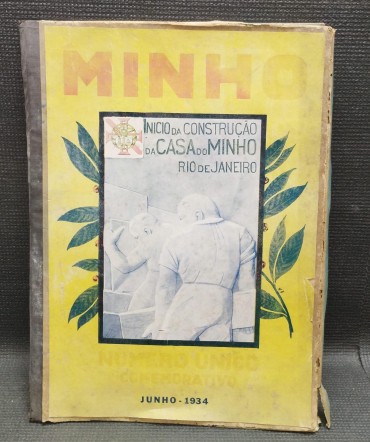 MINHO
INICIO DA CONSTRUÇÃO
DA CASA DO MINHO
RIO DE JANEIRO
NUMERO UNICO
COMEMORATIVO
JUNHO - 1934